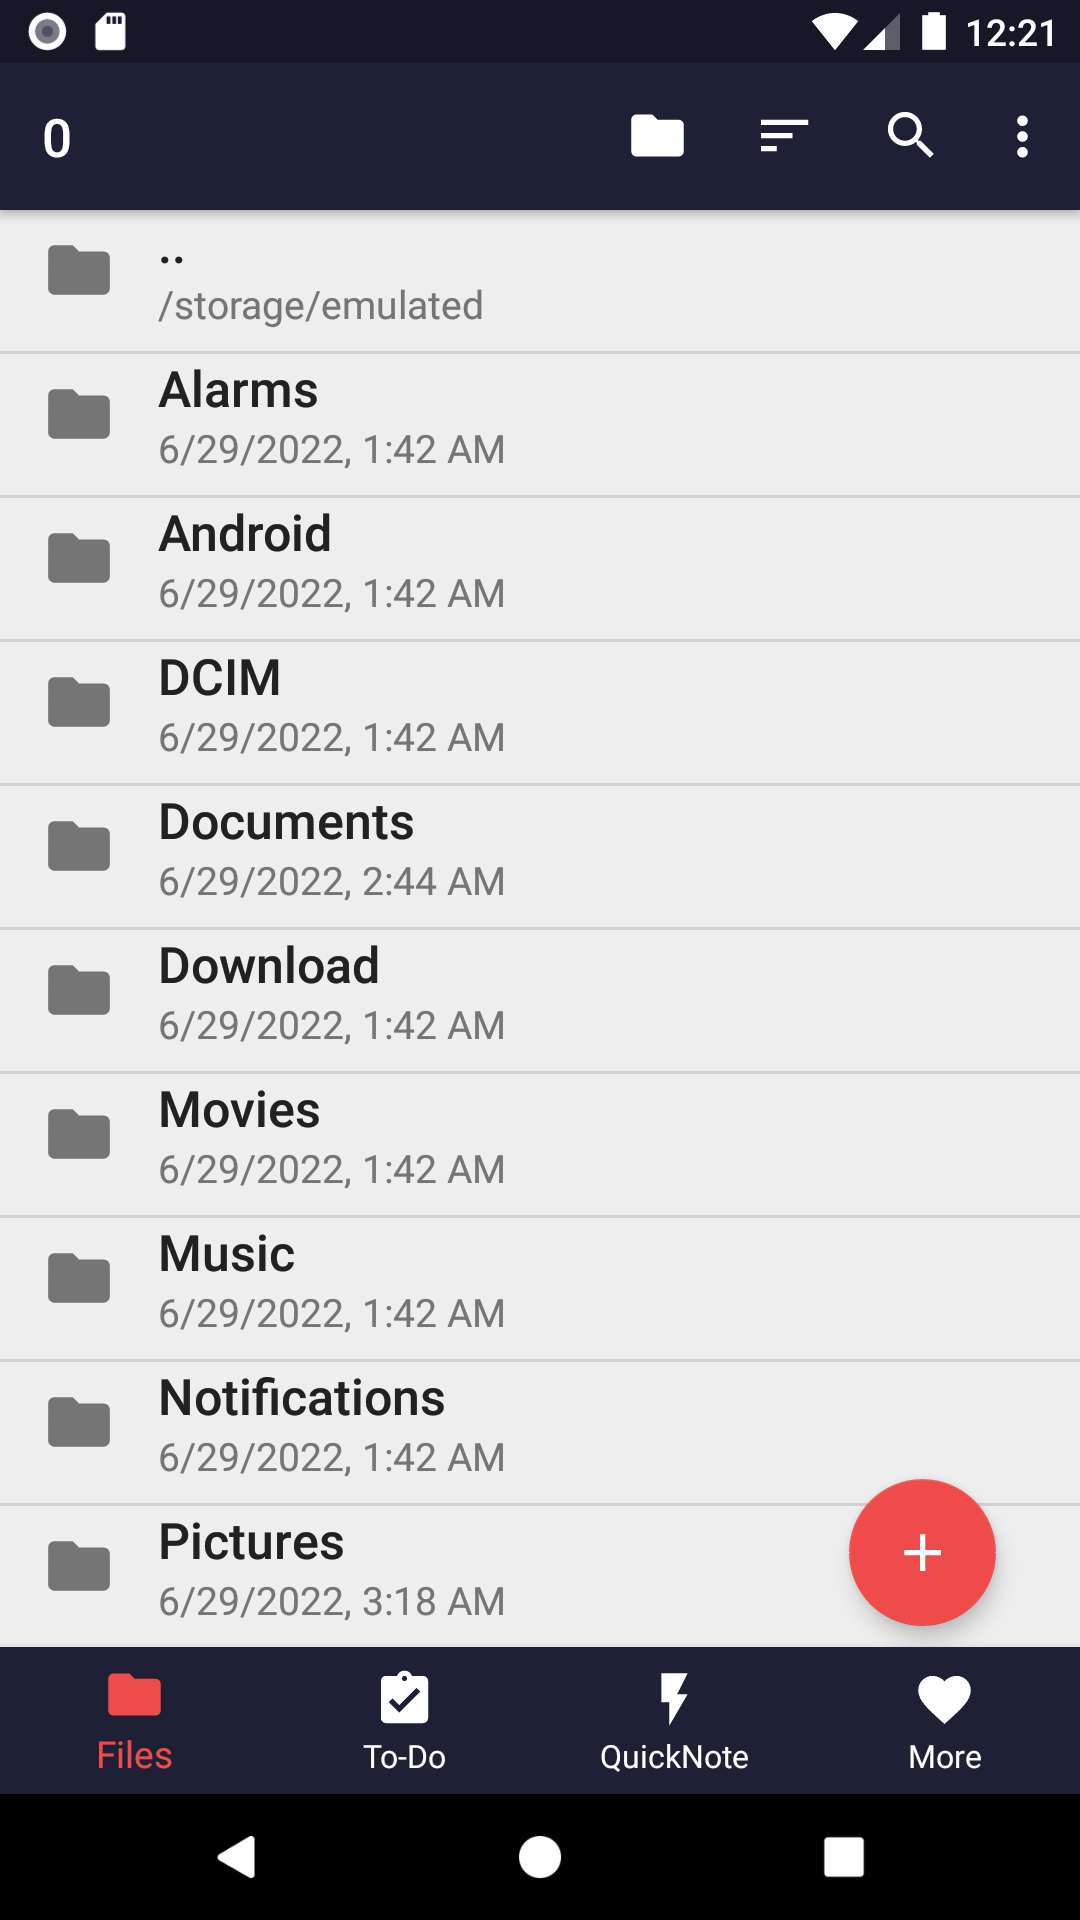 12:21
0
..
/storage/emulated
Alarms
6/29/2022, 1:42 AM
Android
6/29/2022, 1:42 AM
DCIM
6/29/2022, 1:42 AM
Documents
6/29/2022, 2:44 AM
Download
6/29/2022, 1:42 AM
Movies
6/29/2022, 1:42 AM
Music
6/29/2022, 1:42 AM
Notifications
6/29/2022, 1:42 AM
Pictures
6/29/2022, 3:18 AM
Files
To-Do
QuickNote
More